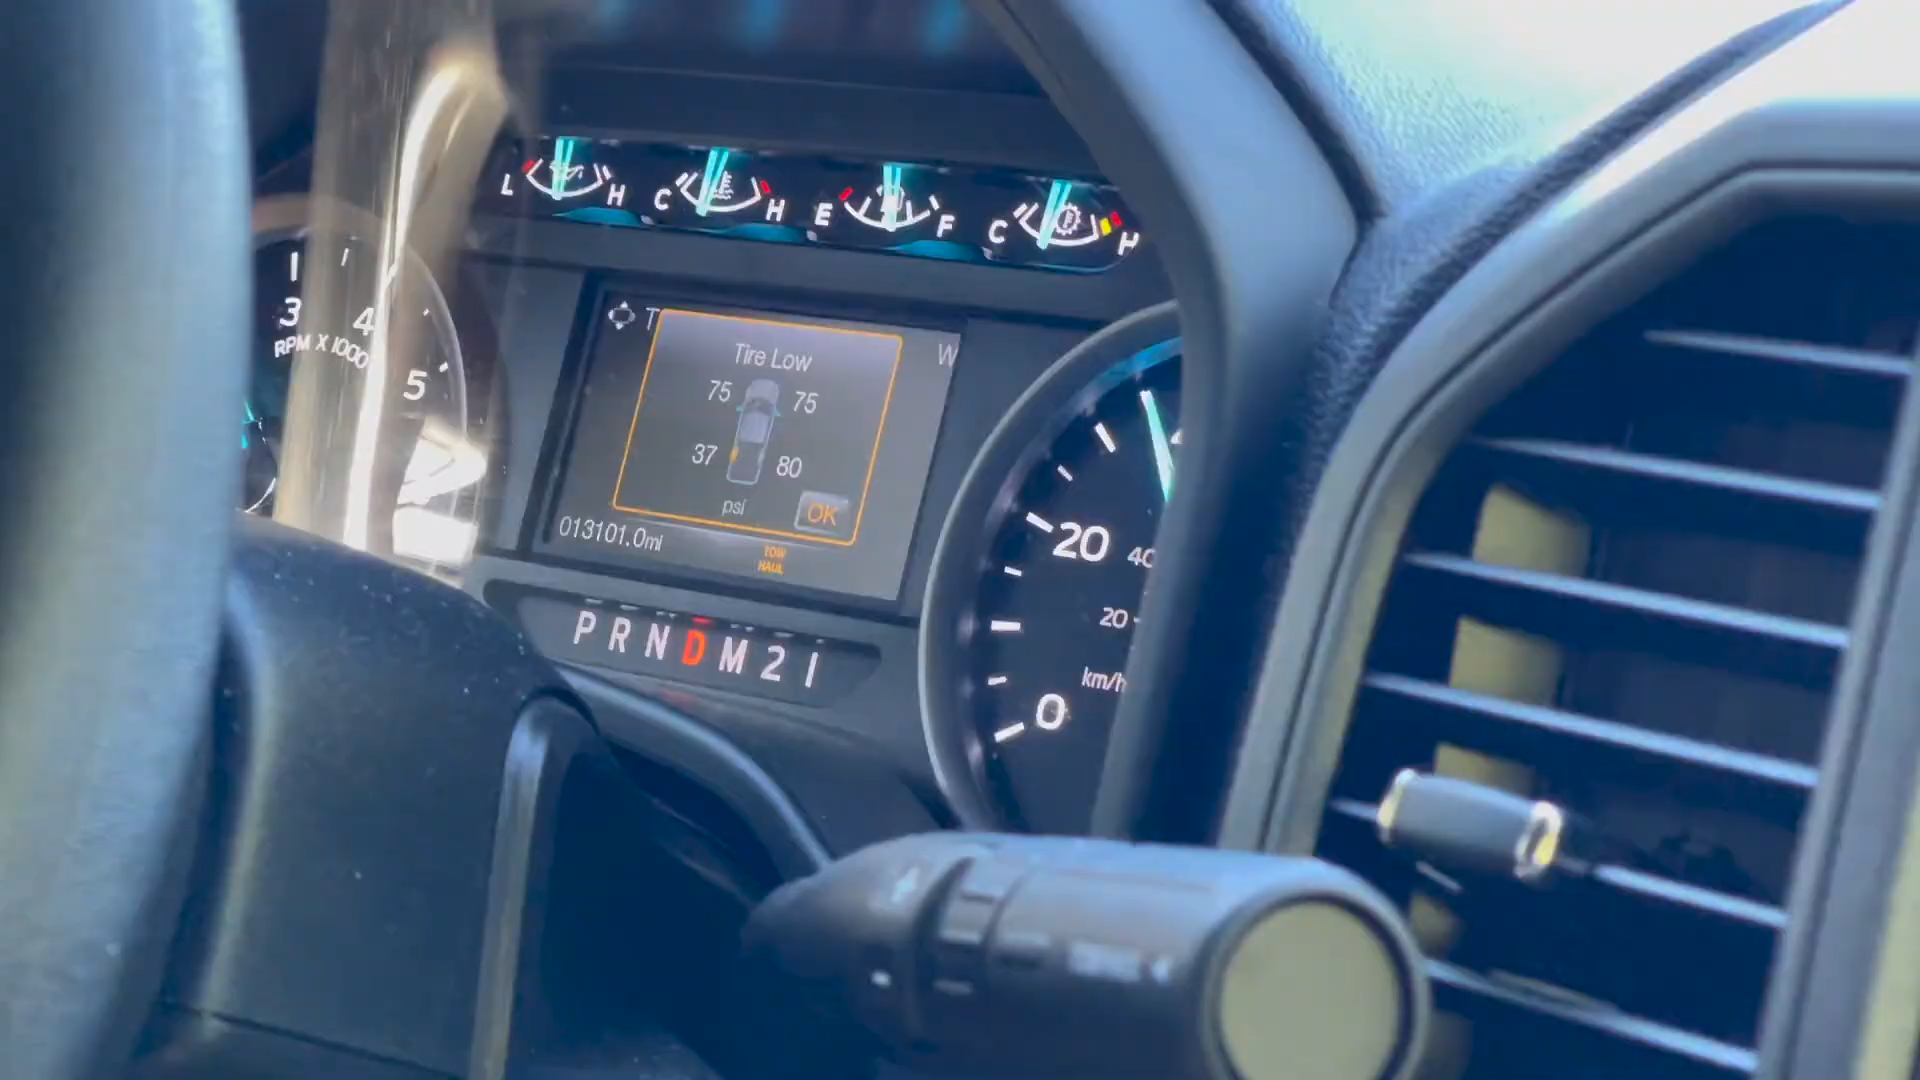 L H C H E F C H
1
3 4
RPM X 1000
5
T
W
Tire Low
75 75
37 80
psi
OK
013101.0mi
TOW
HAUL
P R N D M 2 1
20
40
20
km/h
0